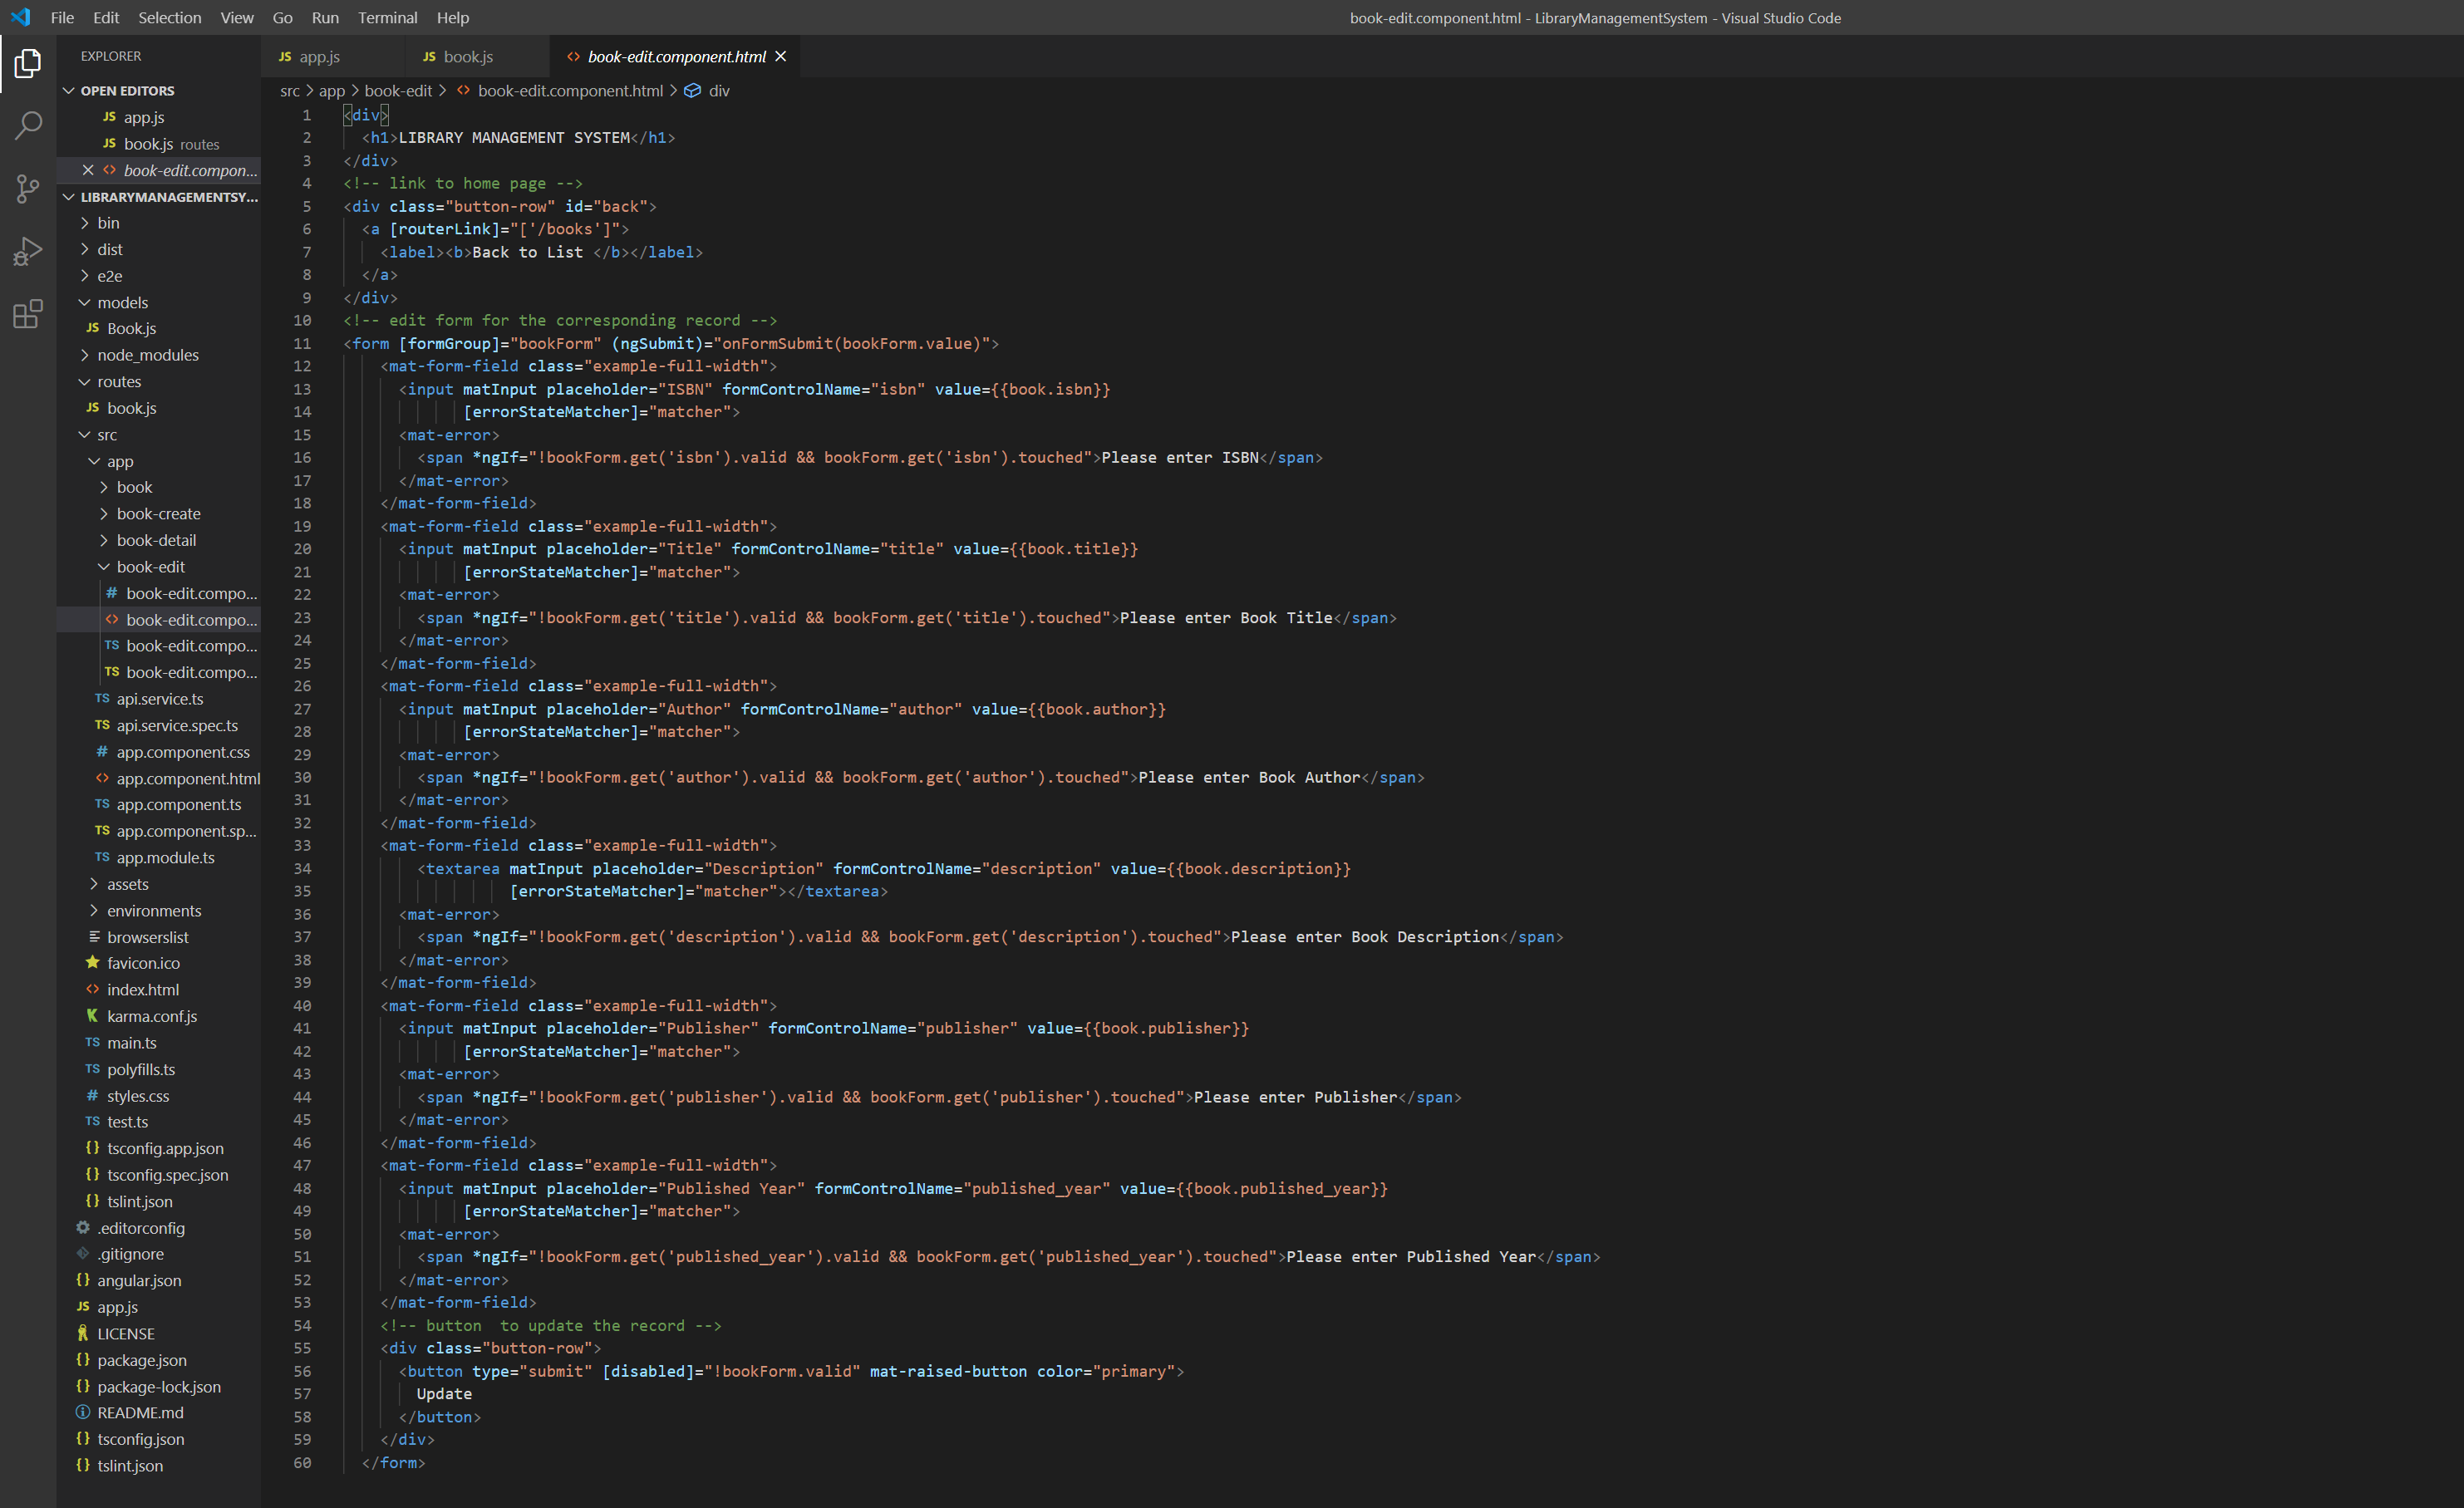 File Edit Selection View Go Run Terminal Help
book-edit.component.html - LibraryManagementSystem - Visual Studio Code
EXPLORER
OPEN EDITORS
JS app.js
JS book.js routes
<> book-edit.compon...
LIBRARYMANAGEMENTSY...
bin
dist
e2e
models
JS Book.js
node_modules
routes
JS book.js
src
app
book
book-create
book-detail
book-edit
# book-edit.compo...
<> book-edit.compo...
TS book-edit.compo...
TS book-edit.compo...
TS api.service.ts
TS api.service.spec.ts
# app.component.css
<> app.component.html
TS app.component.ts
TS app.component.sp...
TS app.module.ts
assets
environments
browserslist
favicon.ico
<> index.html
karma.conf.js
TS main.ts
TS polyfills.ts
# styles.css
TS test.ts
{} tsconfig.app.json
{} tsconfig.spec.json
{} tslint.json
.editorconfig
.gitignore
{} angular.json
JS app.js
LICENSE
{} package.json
{} package-lock.json
README.md
{} tsconfig.json
{} tslint.json
JS app.js JS book.js <> book-edit.component.html
src > app > book-edit > <> book-edit.component.html > div
1 <div>
2 <h1>LIBRARY MANAGEMENT SYSTEM</h1>
3 </div>
4 <!-- link to home page -->
5 <div class="button-row" id="back">
6 <a [routerLink]="['/books']">
7 <label><b>Back to List </b></label>
8 </a>
9 </div>
10 <!-- edit form for the corresponding record -->
11 <form [formGroup]="bookForm" (ngSubmit)="onFormSubmit(bookForm.value)">
12 <mat-form-field class="example-full-width">
13 <input matInput placeholder="ISBN" formControlName="isbn" value={{book.isbn}}
14 [errorStateMatcher]="matcher">
15 <mat-error>
16 <span *ngIf="!bookForm.get('isbn').valid && bookForm.get('isbn').touched">Please enter ISBN</span>
17 </mat-error>
18 </mat-form-field>
19 <mat-form-field class="example-full-width">
20 <input matInput placeholder="Title" formControlName="title" value={{book.title}}
21 [errorStateMatcher]="matcher">
22 <mat-error>
23 <span *ngIf="!bookForm.get('title').valid && bookForm.get('title').touched">Please enter Book Title</span>
24 </mat-error>
25 </mat-form-field>
26 <mat-form-field class="example-full-width">
27 <input matInput placeholder="Author" formControlName="author" value={{book.author}}
28 [errorStateMatcher]="matcher">
29 <mat-error>
30 <span *ngIf="!bookForm.get('author').valid && bookForm.get('author').touched">Please enter Book Author</span>
31 </mat-error>
32 </mat-form-field>
33 <mat-form-field class="example-full-width">
34 <textarea matInput placeholder="Description" formControlName="description" value={{book.description}}
35 [errorStateMatcher]="matcher"></textarea>
36 <mat-error>
37 <span *ngIf="!bookForm.get('description').valid && bookForm.get('description').touched">Please enter Book Description</span>
38 </mat-error>
39 </mat-form-field>
40 <mat-form-field class="example-full-width">
41 <input matInput placeholder="Publisher" formControlName="publisher" value={{book.publisher}}
42 [errorStateMatcher]="matcher">
43 <mat-error>
44 <span *ngIf="!bookForm.get('publisher').valid && bookForm.get('publisher').touched">Please enter Publisher</span>
45 </mat-error>
46 </mat-form-field>
47 <mat-form-field class="example-full-width">
48 <input matInput placeholder="Published Year" formControlName="published_year" value={{book.published_year}}
49 [errorStateMatcher]="matcher">
50 <mat-error>
51 <span *ngIf="!bookForm.get('published_year').valid && bookForm.get('published_year').touched">Please enter Published Year</span>
52 </mat-error>
53 </mat-form-field>
54 <!-- button  to update the record -->
55 <div class="button-row">
56 <button type="submit" [disabled]="!bookForm.valid" mat-raised-button color="primary">
57 Update
58 </button>
59 </div>
60 </form>